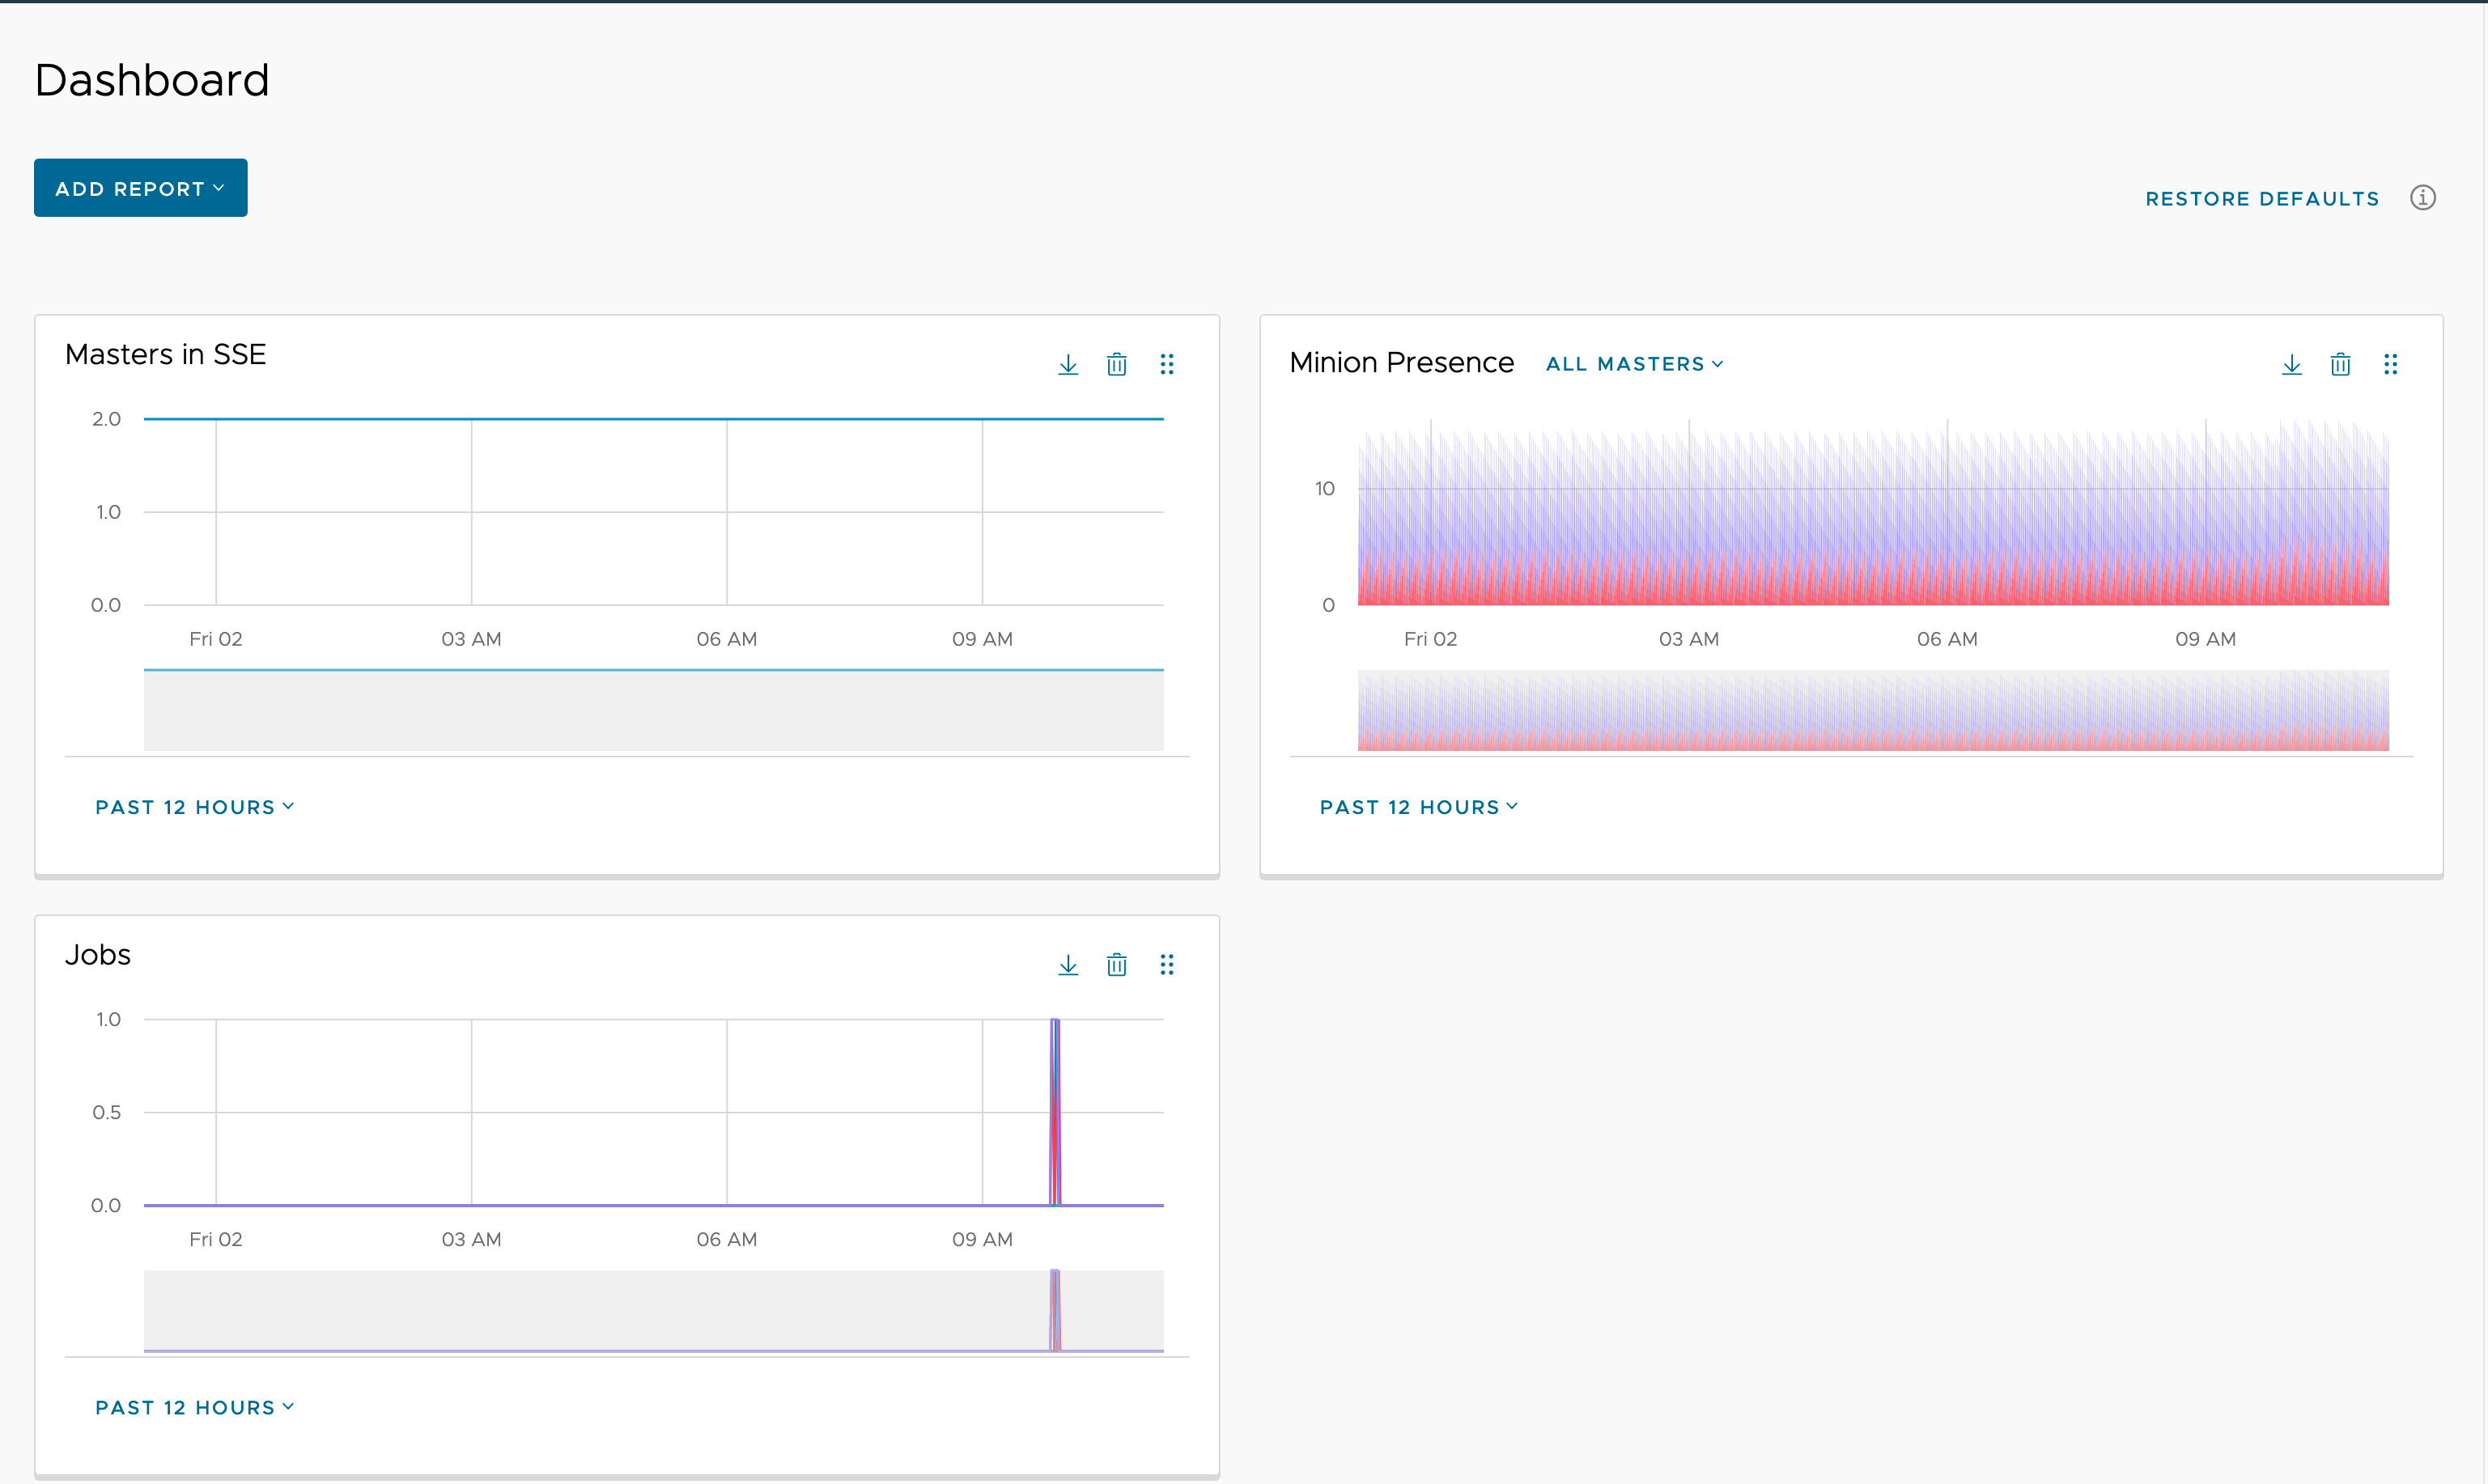 Dashboard
ADD REPORT
RESTORE DEFAULTS
Masters in SSE
2.0
1.0
0.0
Fri 02 03 AM 06 AM 09 AM
PAST 12 HOURS
Minion Presence ALL MASTERS
10
0
Fri 02 03 AM 06 AM 09 AM
PAST 12 HOURS
Jobs
1.0
0.5
0.0
Fri 02 03 AM 06 AM 09 AM
PAST 12 HOURS